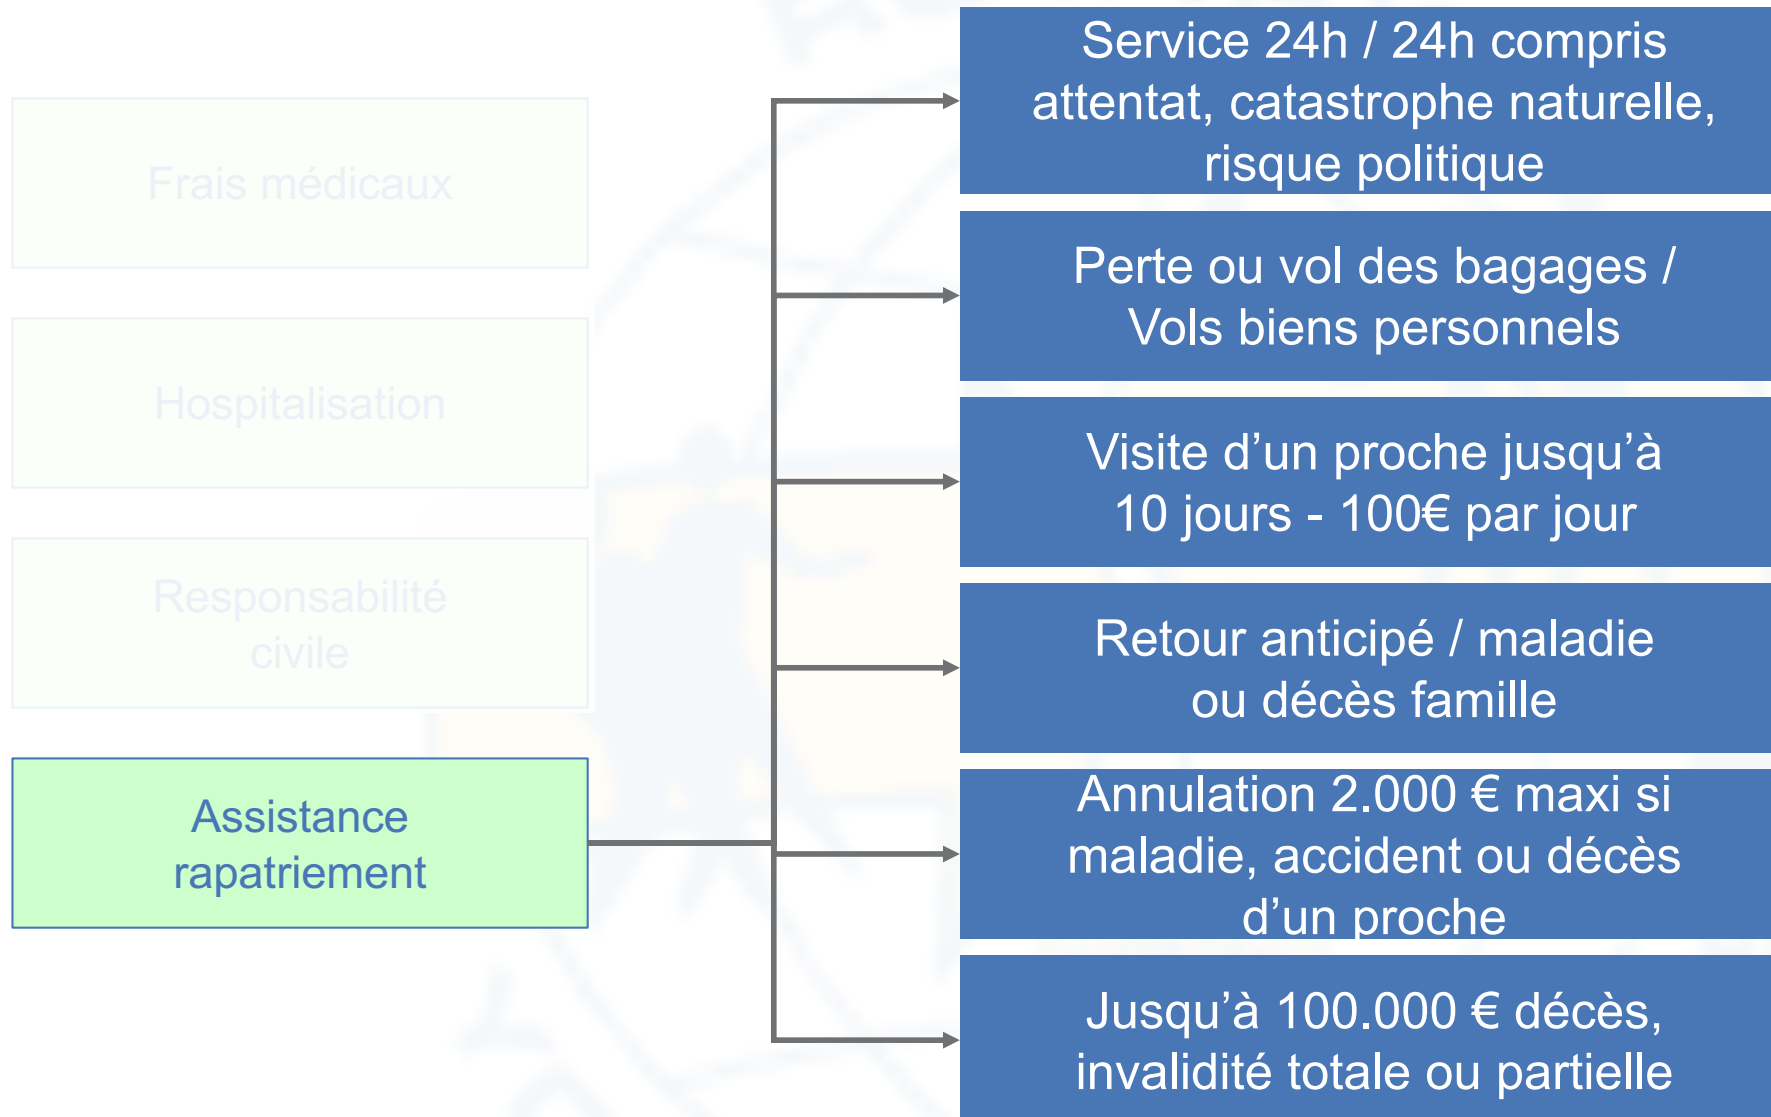 Frais médicaux
Hospitalisation
Responsabilité
civile
Assistance
rapatriement
Service 24h / 24h compris
attentat, catastrophe naturelle,
risque politique
Perte ou vol des bagages /
Vols biens personnels
Visite d’un proche jusqu’à
10 jours - 100€ par jour
Retour anticipé / maladie
ou décès famille
Annulation 2.000 € maxi si
maladie, accident ou décès
d’un proche
Jusqu’à 100.000 € décès,
invalidité totale ou partielle